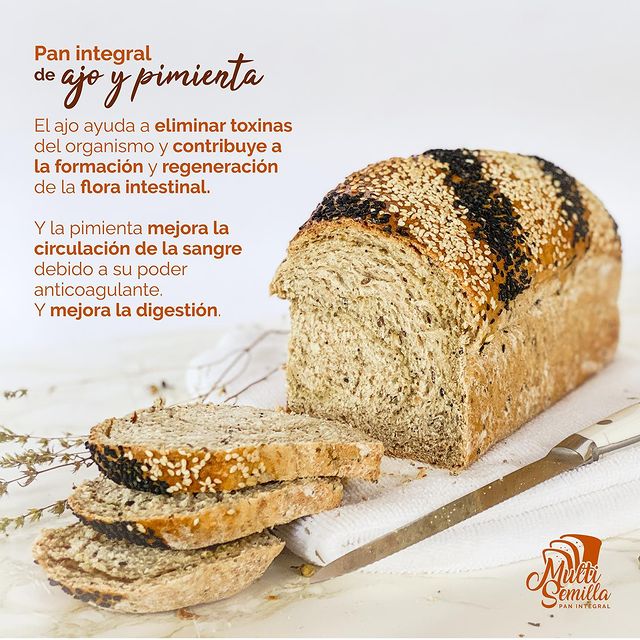 Pan integral
de ajo y pimienta
El ajo ayuda a eliminar toxinas
del organismo y contribuye a
la formación y regeneración
de la flora intestinal.
Y la pimienta mejora la
circulación de la sangre
debido a su poder
anticoagulante.
Y mejora la digestión.
Multi
Semilla
PAN INTEGRAL